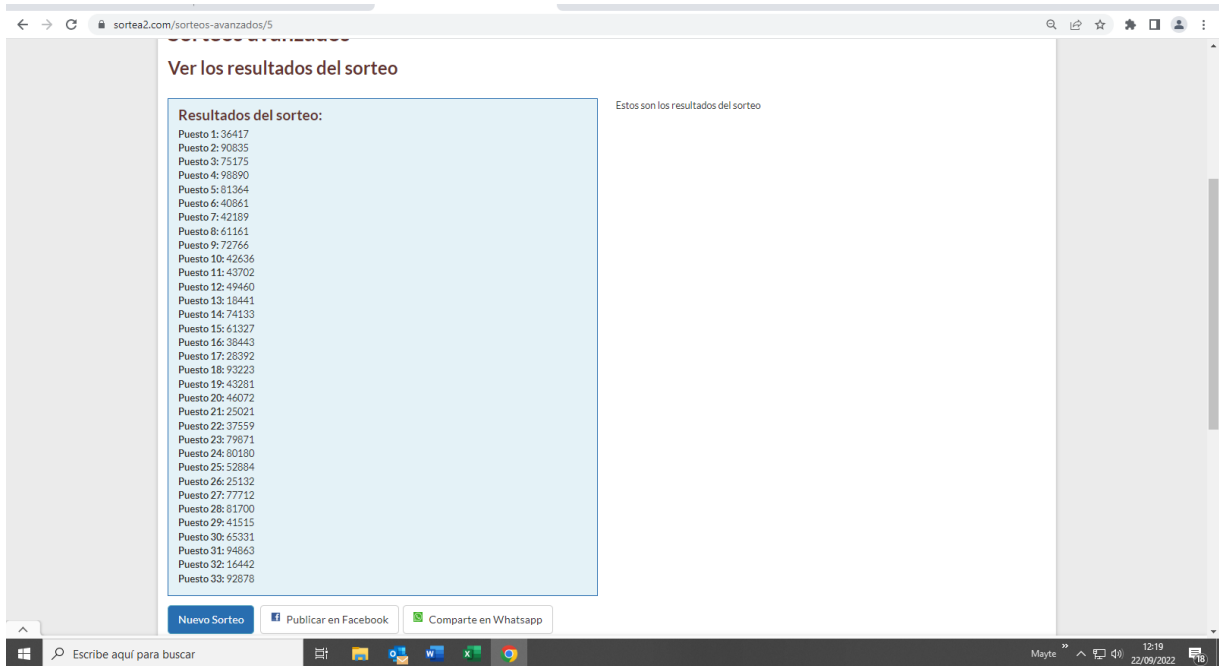 sortea2.com/sorteos-avanzados/5
Sorteos avanzados
Ver los resultados del sorteo
Resultados del sorteo:
Puesto 1: 36417
Puesto 2: 90835
Puesto 3: 75175
Puesto 4: 98890
Puesto 5: 81364
Puesto 6: 40861
Puesto 7: 42189
Puesto 8: 61161
Puesto 9: 72766
Puesto 10: 42636
Puesto 11: 43702
Puesto 12: 49460
Puesto 13: 18441
Puesto 14: 74133
Puesto 15: 61327
Puesto 16: 38443
Puesto 17: 28392
Puesto 18: 93223
Puesto 19: 43281
Puesto 20: 46072
Puesto 21: 25021
Puesto 22: 37559
Puesto 23: 79871
Puesto 24: 80180
Puesto 25: 52884
Puesto 26: 25132
Puesto 27: 77712
Puesto 28: 81700
Puesto 29: 41515
Puesto 30: 65331
Puesto 31: 94863
Puesto 32: 16442
Puesto 33: 92878
Estos son los resultados del sorteo
Nuevo Sorteo
Publicar en Facebook
Comparte en Whatsapp
Escribe aquí para buscar
Mayte
12:19
22/09/2022
18